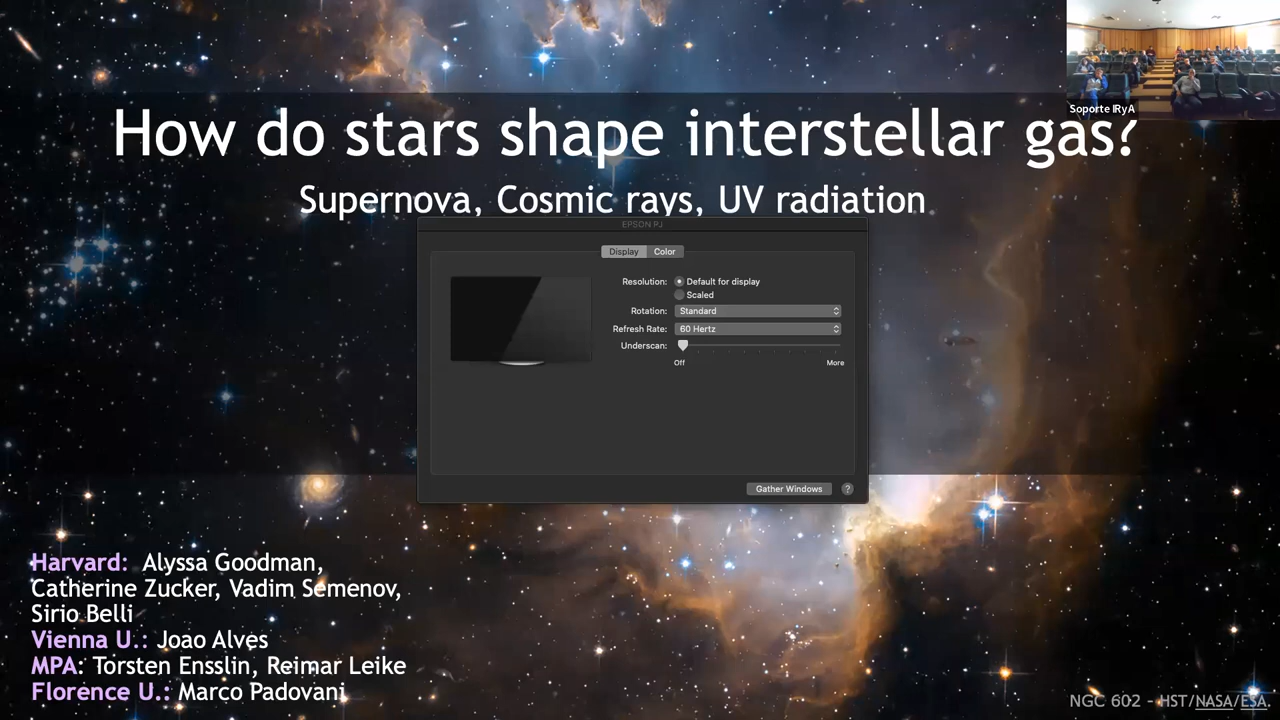 Soporte IRyA
How do stars shape interstellar gas?
Supernova, Cosmic rays, UV radiation
EPSON PJ
Display Color
Resolution: Default for display
Scaled
Rotation: Standard
Refresh Rate: 60 Hertz
Underscan:
Off More
Gather Windows ?
Harvard: Alyssa Goodman,
Catherine Zucker, Vadim Semenov,
Sirio Belli
Vienna U.: Joao Alves
MPA: Torsten Ensslin, Reimar Leike
Florence U.: Marco Padovani
NGC 602 - HST/NASA/ESA.